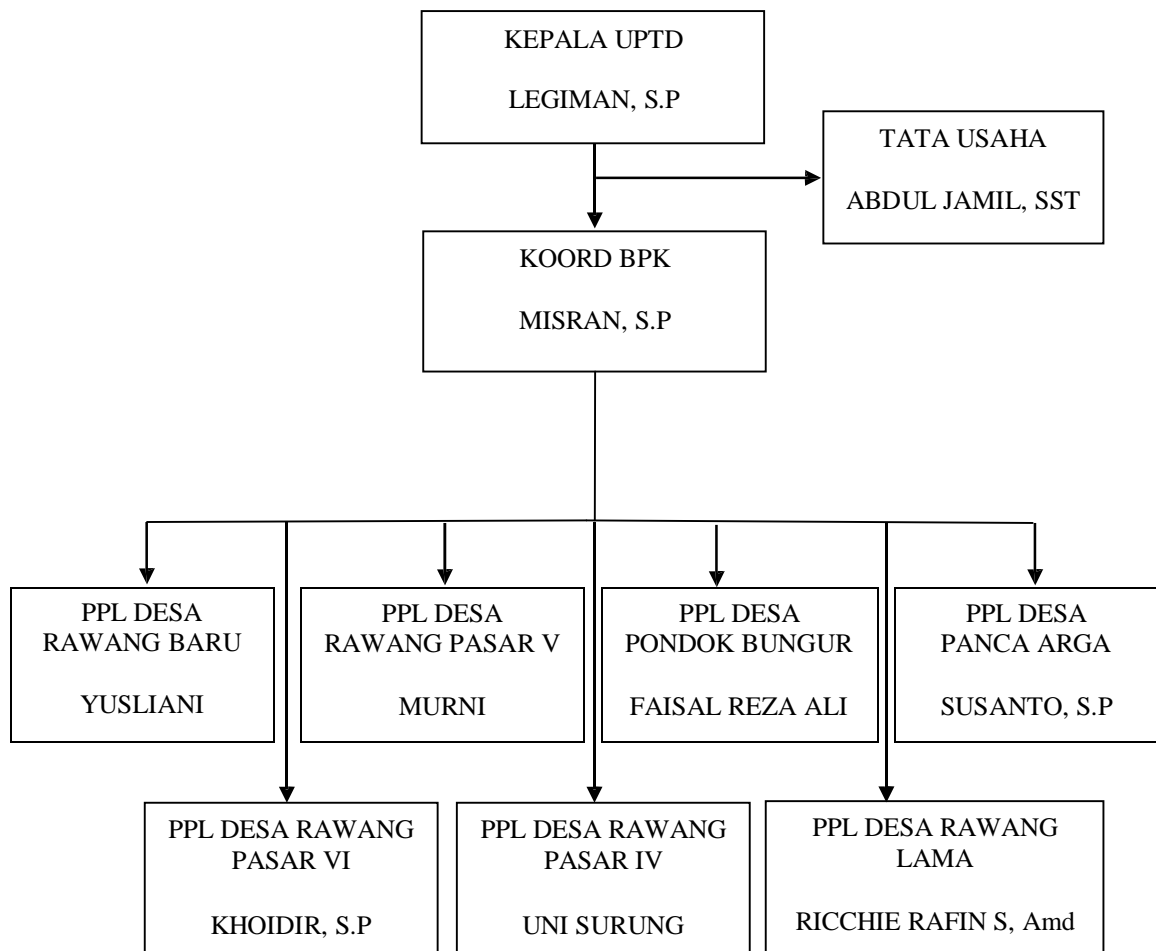 KEPALA UPTD
LEGIMAN, S.P
TATA USAHA
ABDUL JAMIL, SST
KOORD BPK
MISRAN, S.P
PPL DESA
RAWANG BARU
YUSLIANI
PPL DESA
RAWANG PASAR V
MURNI
PPL DESA
PONDOK BUNGUR
FAISAL REZA ALI
PPL DESA
PANCA ARGA
SUSANTO, S.P
PPL DESA RAWANG
PASAR VI
KHOIDIR, S.P
PPL DESA RAWANG
PASAR IV
UNI SURUNG
PPL DESA RAWANG
LAMA
RICCHIE RAFIN S, Amd